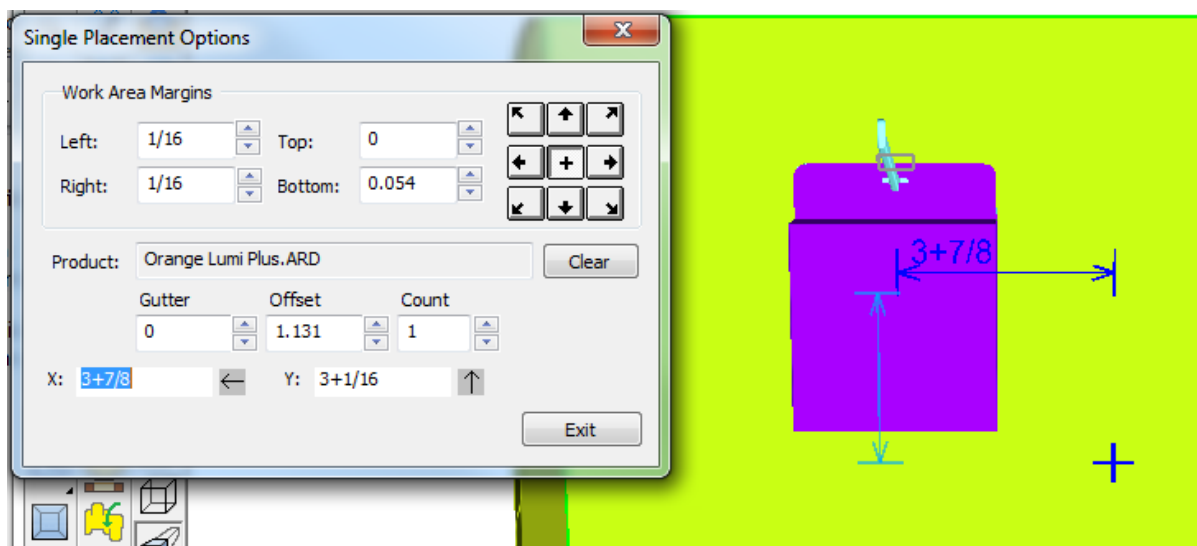 Single Placement Options
Work Area Margins
Left: 1/16 Top: 0
Right: 1/16 Bottom: 0.054
Product: Orange Lumi Plus.ARD Clear
Gutter Offset Count
0 1.131 1
X: 3+7/8 Y: 3+1/16
Exit
3+7/8